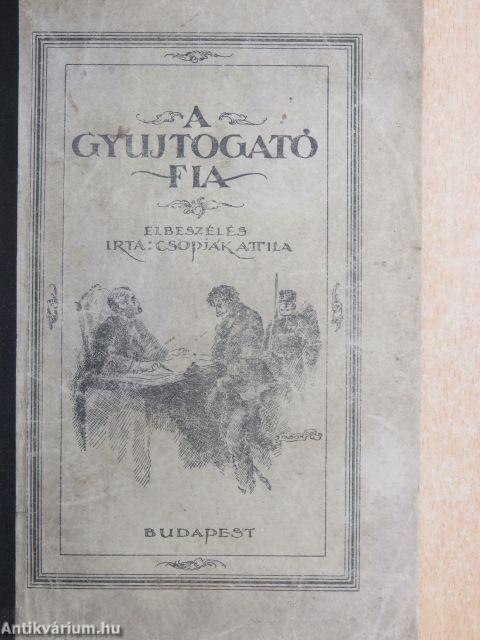 A
GYUJTOGATÓ
FIA
ELBESZÉLÉS
IRTA: CSOPJÁK ATTILA
BUDAPEST
Antikvárium.hu